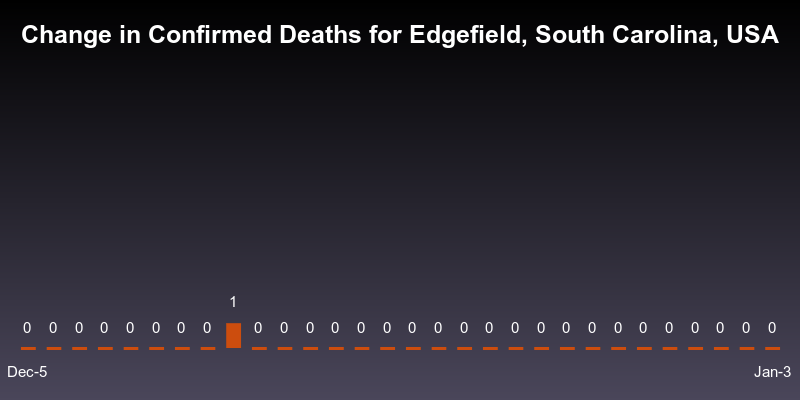 Change in Confirmed Deaths for Edgefield, South Carolina, USA
1
0 0 0 0 0 0 0 0 0 0 0 0 0 0 0 0 0 0 0 0 0 0 0 0 0 0 0 0 0
Dec-5 Jan-3